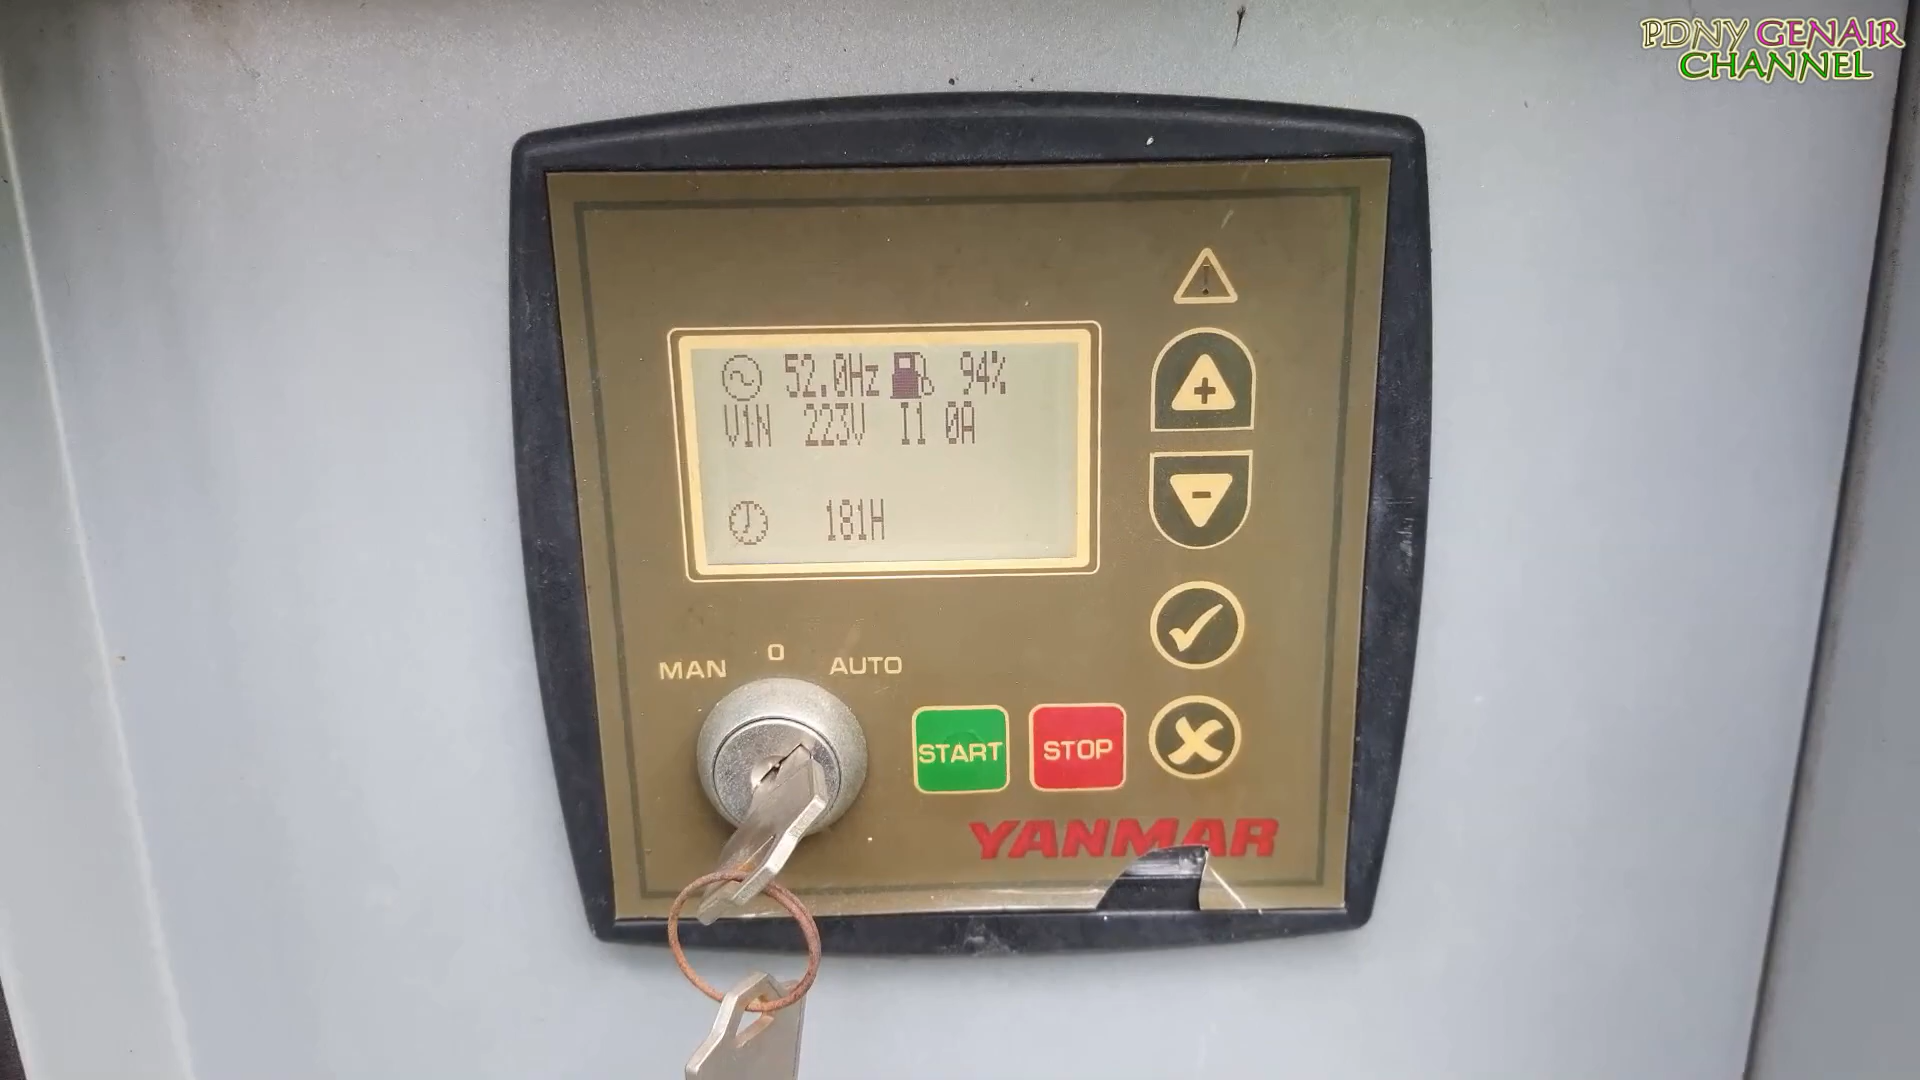 PDNY GENAIR
CHANNEL
52.0Hz 94%
V1N 223V I1 0A
181H
MAN 0 AUTO
START STOP
YANMAR